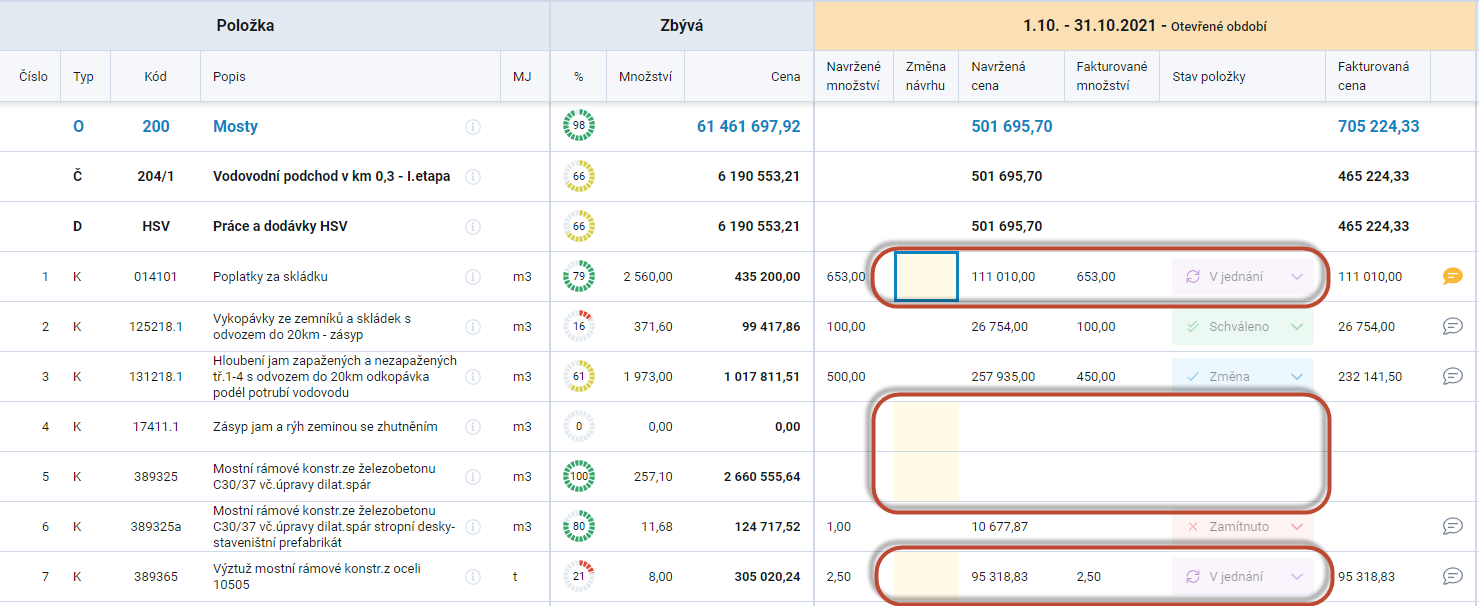 Položka Zbývá 1.10. - 31.10.2021 - Otevřené období
Číslo Typ Kód Popis MJ % Množství Cena Navržené množství Změna návrhu Navržená cena Fakturované množství Stav položky Fakturovaná cena
O 200 Mosty 98 61 461 697,92 501 695,70 705 224,33
Č 204/1 Vodovodní podchod v km 0,3 - I.etapa 66 6 190 553,21 501 695,70 465 224,33
D HSV Práce a dodávky HSV 66 6 190 553,21 501 695,70 465 224,33
1 K 014101 Poplatky za skládku m3 79 2 560,00 435 200,00 653,00 111 010,00 653,00 V jednání 111 010,00
2 K 125218.1 Vykopávky ze zemníků a skládek s
odvozem do 20km - zásyp m3 16 371,60 99 417,86 100,00 26 754,00 100,00 Schváleno 26 754,00
3 K 131218.1 Hloubení jam zapažených a nezapažených
tř.1-4 s odvozem do 20km odkopávka
podél potrubí vodovodu m3 61 1 973,00 1 017 811,51 500,00 257 935,00 450,00 Změna 232 141,50
4 K 17411.1 Zásyp jam a rýh zeminou se zhutněním m3 0 0,00 0,00
5 K 389325 Mostní rámové konstr.ze železobetonu
C30/37 vč.úpravy dilat.spár m3 100 257,10 2 660 555,64
6 K 389325a Mostní rámové konstr.ze železobetonu
C30/37 vč.úpravy dilat.spár stropní desky-
staveništní prefabrikát m3 80 11,68 124 717,52 1,00 10 677,87 Zamítnuto
7 K 389365 Výztuž mostní rámové konstr.z oceli
10505 t 21 8,00 305 020,24 2,50 95 318,83 2,50 V jednání 95 318,83